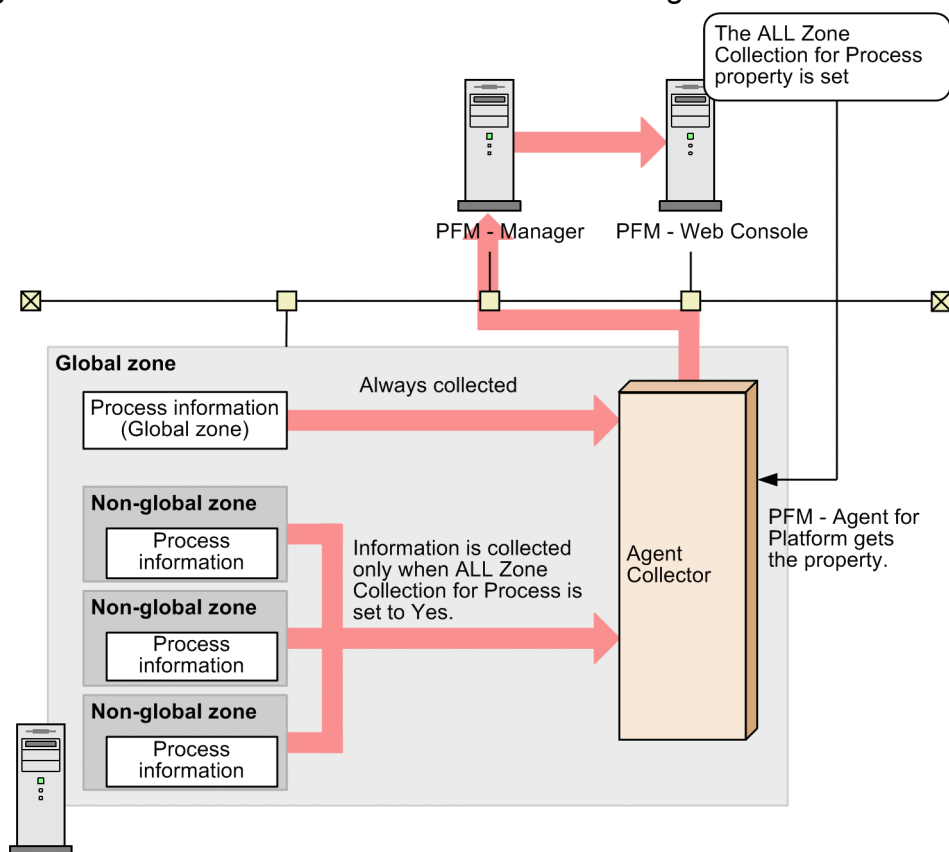 The ALL Zone
Collection for Process
property is set
PFM - Manager
PFM - Web Console
Global zone
Process information
(Global zone)
Always collected
Non-global zone
Process
information
Non-global zone
Process
information
Non-global zone
Process
information
Information is collected
only when ALL Zone
Collection for Process is
set to Yes.
Agent
Collector
PFM - Agent for
Platform gets
the property.